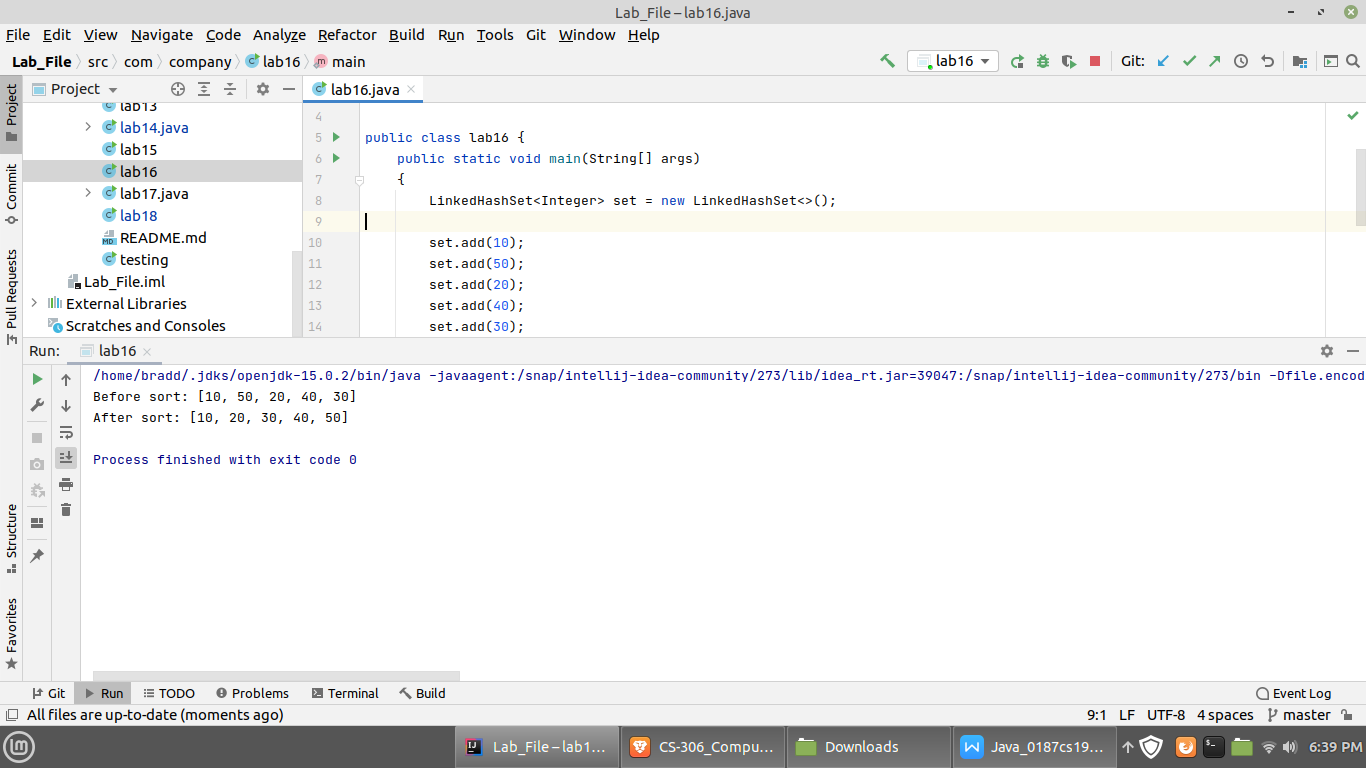 Lab_File – lab16.java
File Edit View Navigate Code Analyze Refactor Build Run Tools Git Window Help
Lab_File src com company lab16 main
lab16 Git:
Project
lab16.java
Project
Commit
Pull Requests
Structure
Favorites
lab13
lab14.java
lab15
lab16
lab17.java
lab18
README.md
testing
Lab_File.iml
External Libraries
Scratches and Consoles
4
5 public class lab16 {
6 public static void main(String[] args)
7 {
8 LinkedHashSet<Integer> set = new LinkedHashSet<>();
9
10 set.add(10);
11 set.add(50);
12 set.add(20);
13 set.add(40);
14 set.add(30);
Run: lab16
/home/bradd/.jdks/openjdk-15.0.2/bin/java -javaagent:/snap/intellij-idea-community/273/lib/idea_rt.jar=39047:/snap/intellij-idea-community/273/bin -Dfile.encod
Before sort: [10, 50, 20, 40, 30]
After sort: [10, 20, 30, 40, 50]
Process finished with exit code 0
Git Run TODO Problems Terminal Build Event Log
All files are up-to-date (moments ago) 9:1 LF UTF-8 4 spaces master
Lab_File – lab1... CS-306_Compu... Downloads Java_0187cs19... 6:39 PM